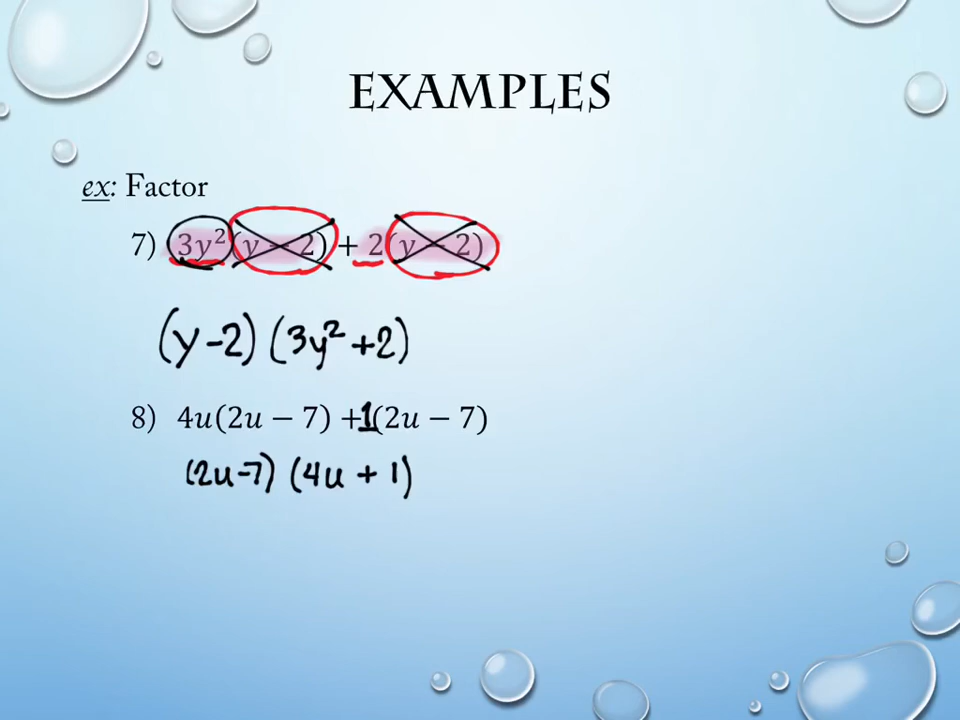 EXAMPLES
ex: Factor
7) 3y²(y − 2) + 2(y − 2)
(y-2) (3y²+2)
8) 4u(2u − 7) +1(2u − 7)
(2u-7) (4u + 1)